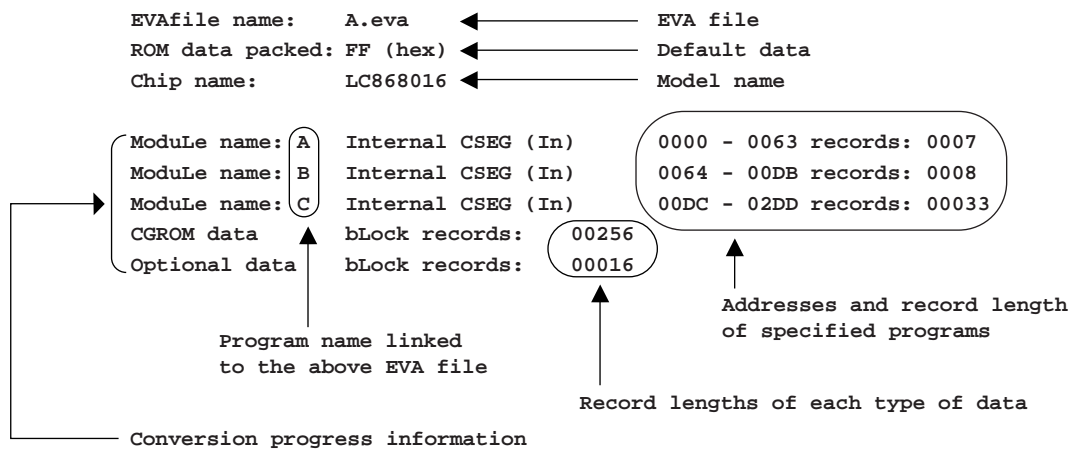 EVAfile name: A.eva EVA file
ROM data packed: FF (hex) Default data
Chip name: LC868016 Model name
ModuLe name: A Internal CSEG (In) 0000 - 0063 records: 0007
ModuLe name: B Internal CSEG (In) 0064 - 00DB records: 0008
ModuLe name: C Internal CSEG (In) 00DC - 02DD records: 00033
CGROM data bLock records: 00256
Optional data bLock records: 00016
Addresses and record length
of specified programs
Program name linked
to the above EVA file
Record lengths of each type of data
Conversion progress information